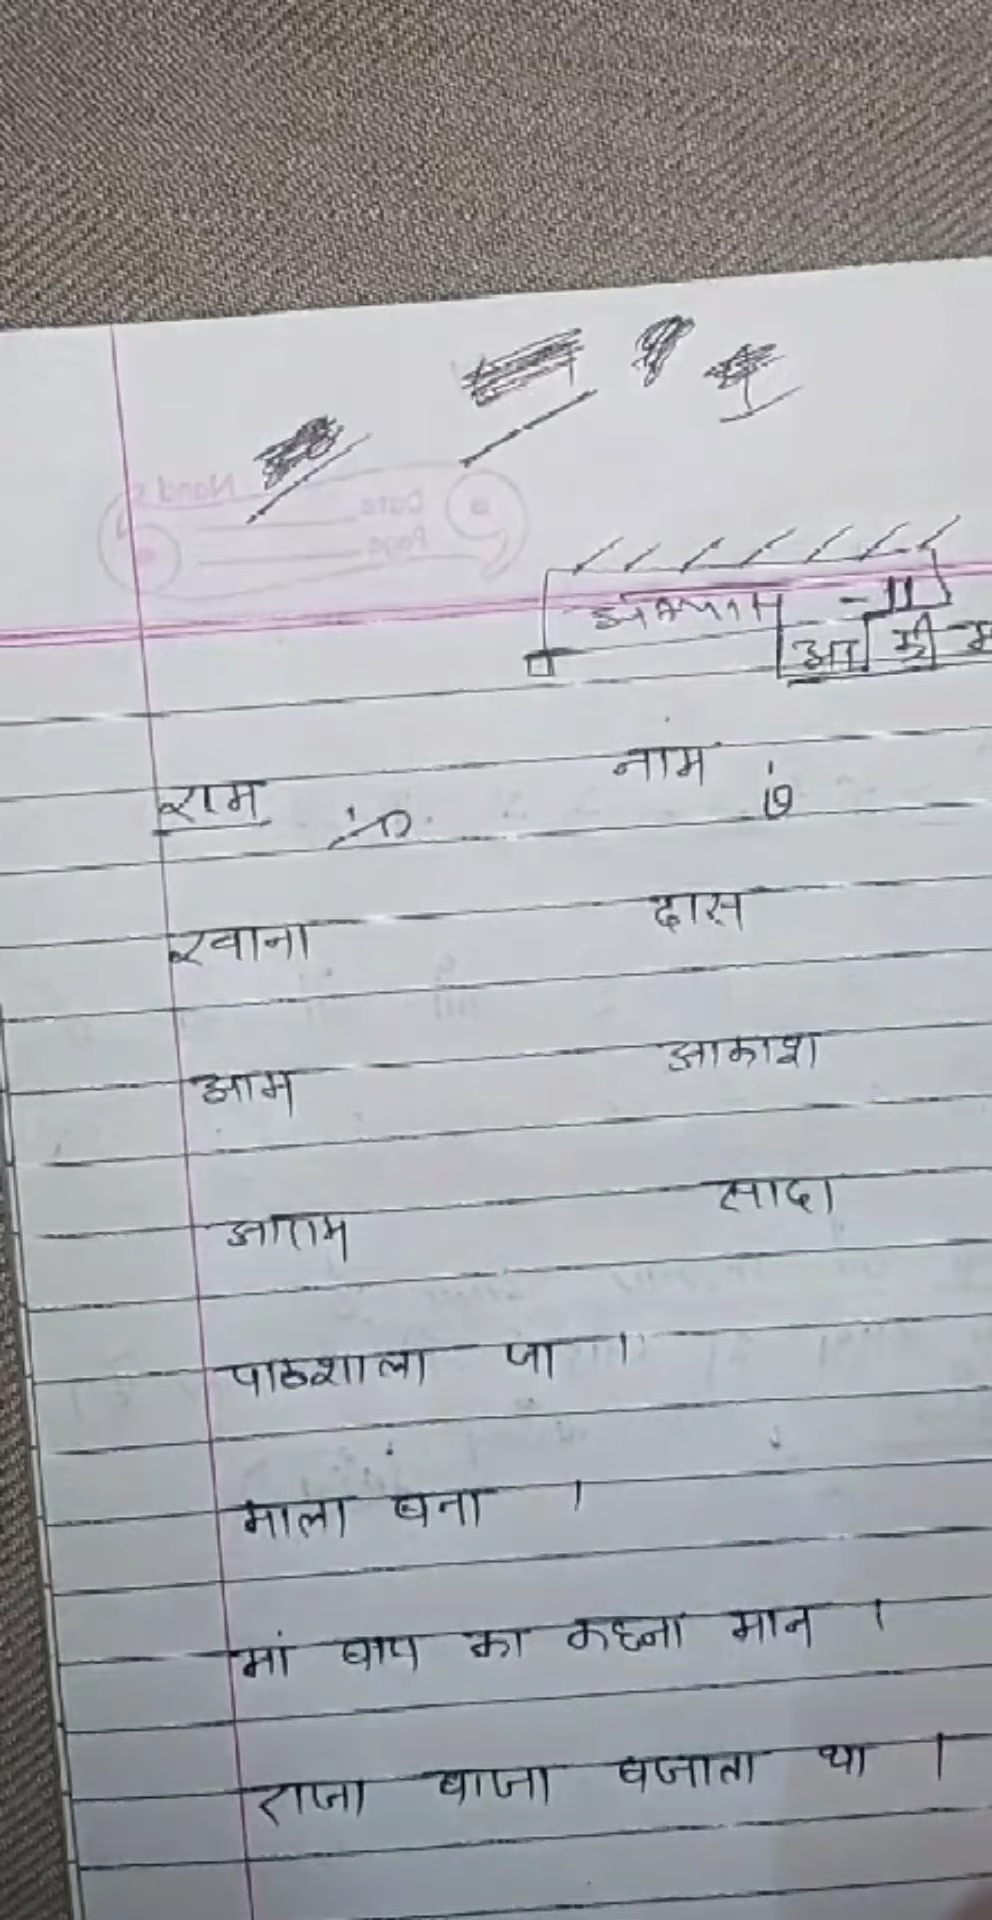 अभ्यास - 11
आ की म
राम नाम
खाना दास
आम आकाश
आराम सादा
पाठशाला जा ।
माला बना ।
मां बाप का कहना मान ।
राजा बाजा बजाता था ।